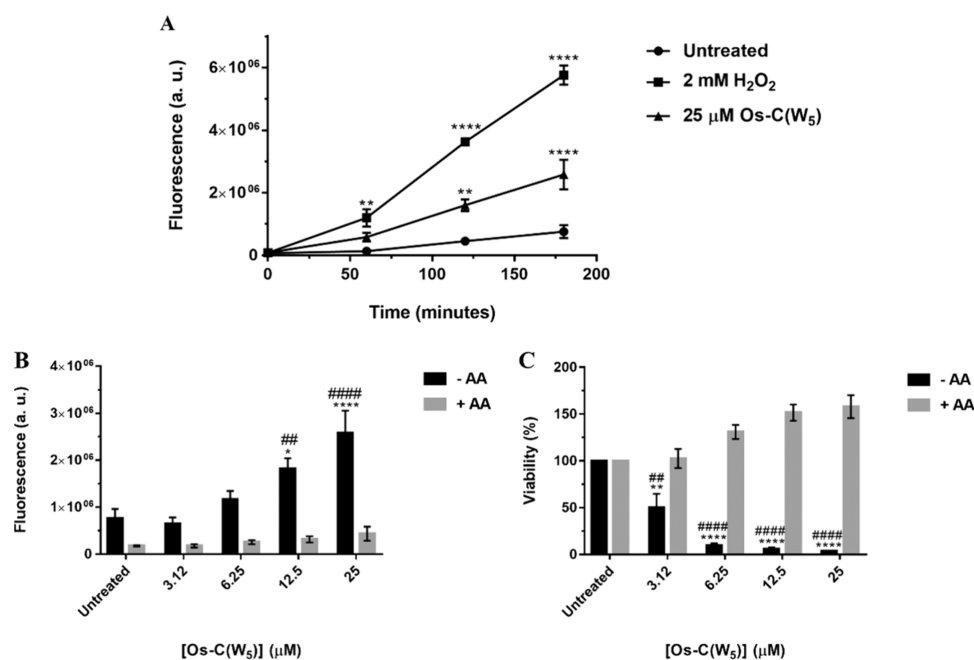 A
Fluorescence (a. u.)
6×10⁰⁶
4×10⁰⁶
2×10⁰⁶
0
0 50 100 150 200
Time (minutes)
** **** ****
** ****
Untreated
2 mM H₂O₂
25 μM Os-C(W₅)
B
Fluorescence (a. u.)
4×10⁰⁶
3×10⁰⁶
2×10⁰⁶
1×10⁰⁶
0
##
*
####
****
- AA
+ AA
Untreated 3.12 6.25 12.5 25
[Os-C(W₅)] (μM)
C
Viability (%)
200
150
100
50
0
##
**
####
****
####
****
####
****
- AA
+ AA
Untreated 3.12 6.25 12.5 25
[Os-C(W₅)] (μM)